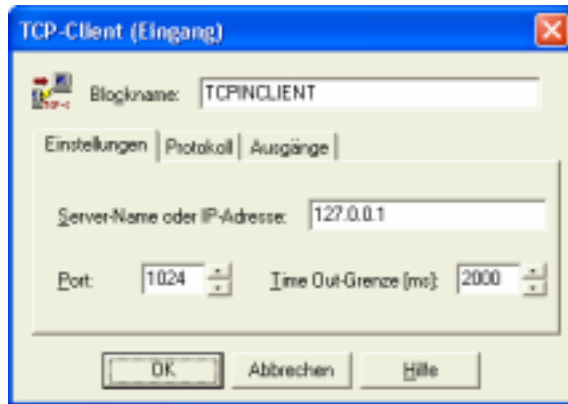 TCP-Client (Eingang)
Blockname: TCPINCLIENT
Einstellungen Protokoll Ausgänge
Server-Name oder IP-Adresse: 127.0.0.1
Port: 1024 Time Out-Grenze [ms]: 2000
OK Abbrechen Hilfe